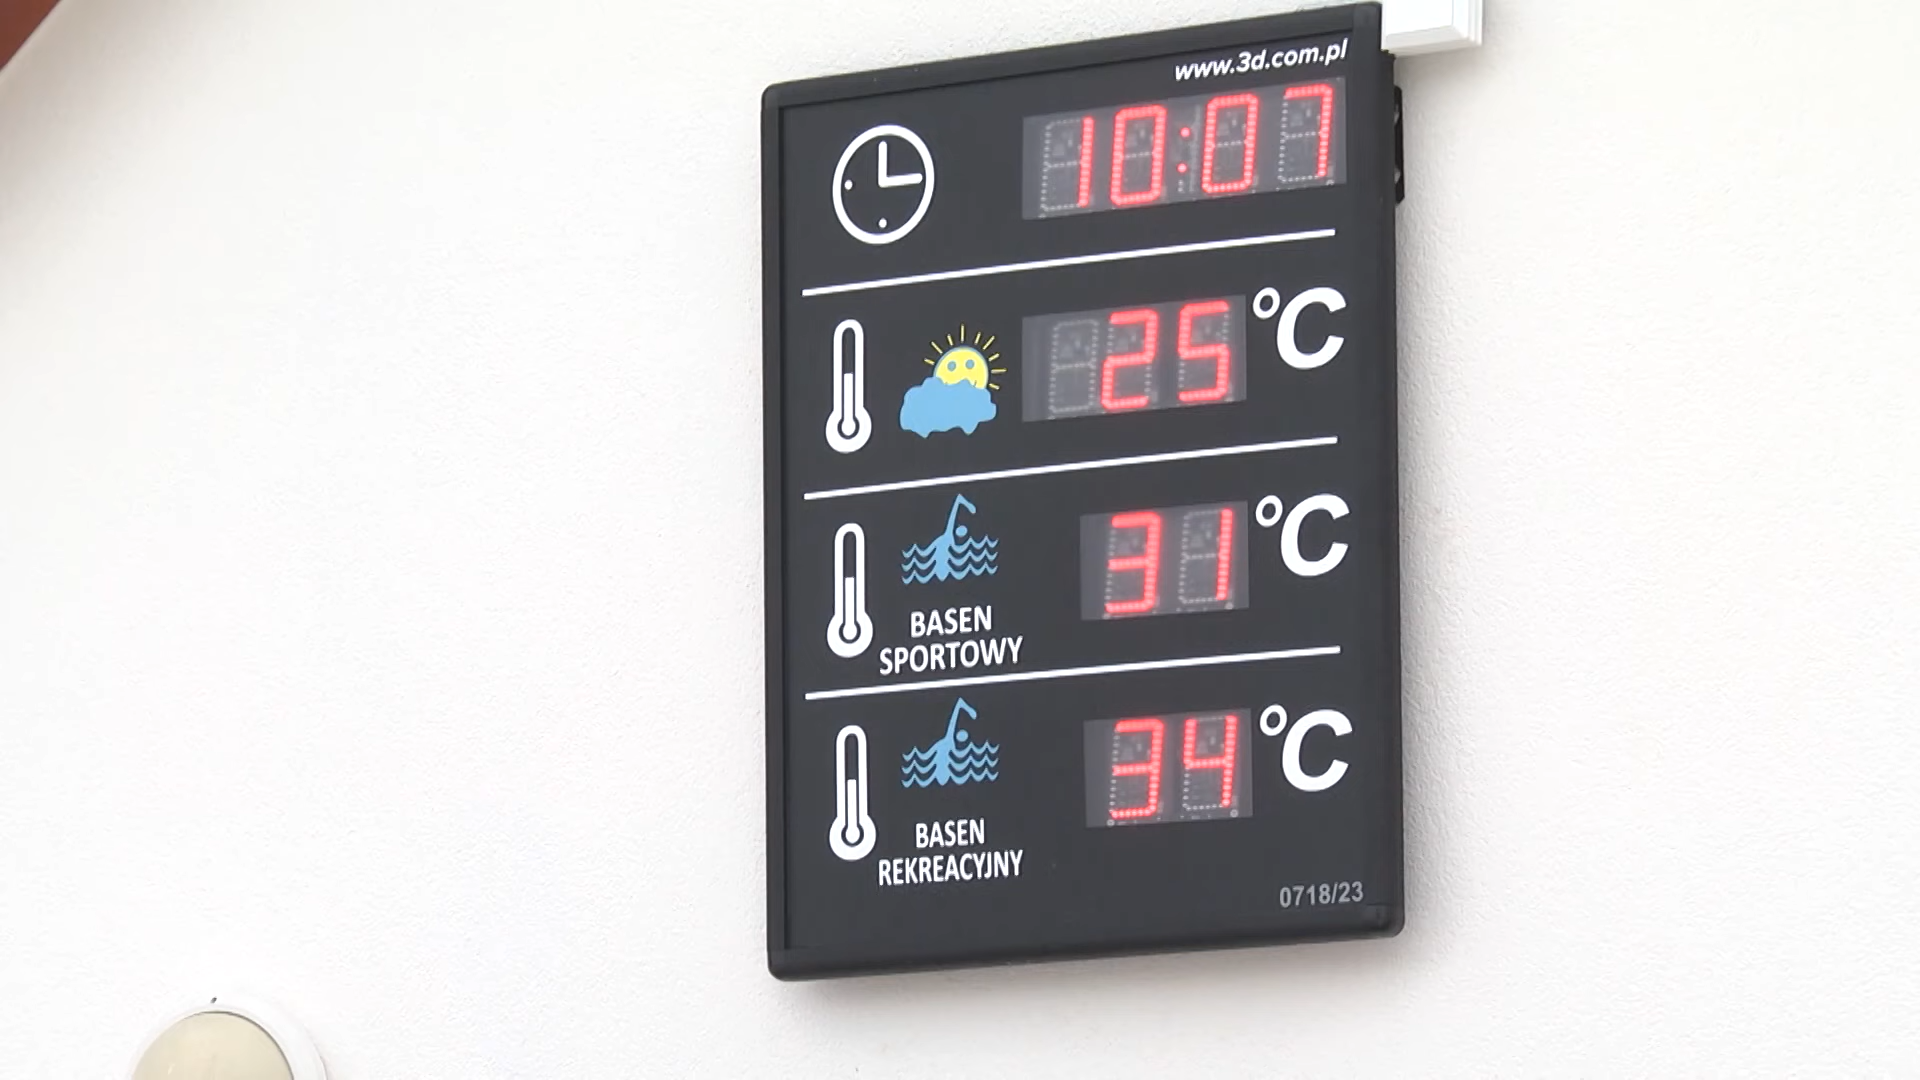 www.3d.com.pl
10:07
25 °C
31 °C
BASEN
SPORTOWY
34 °C
BASEN
REKREACYJNY
0718/23